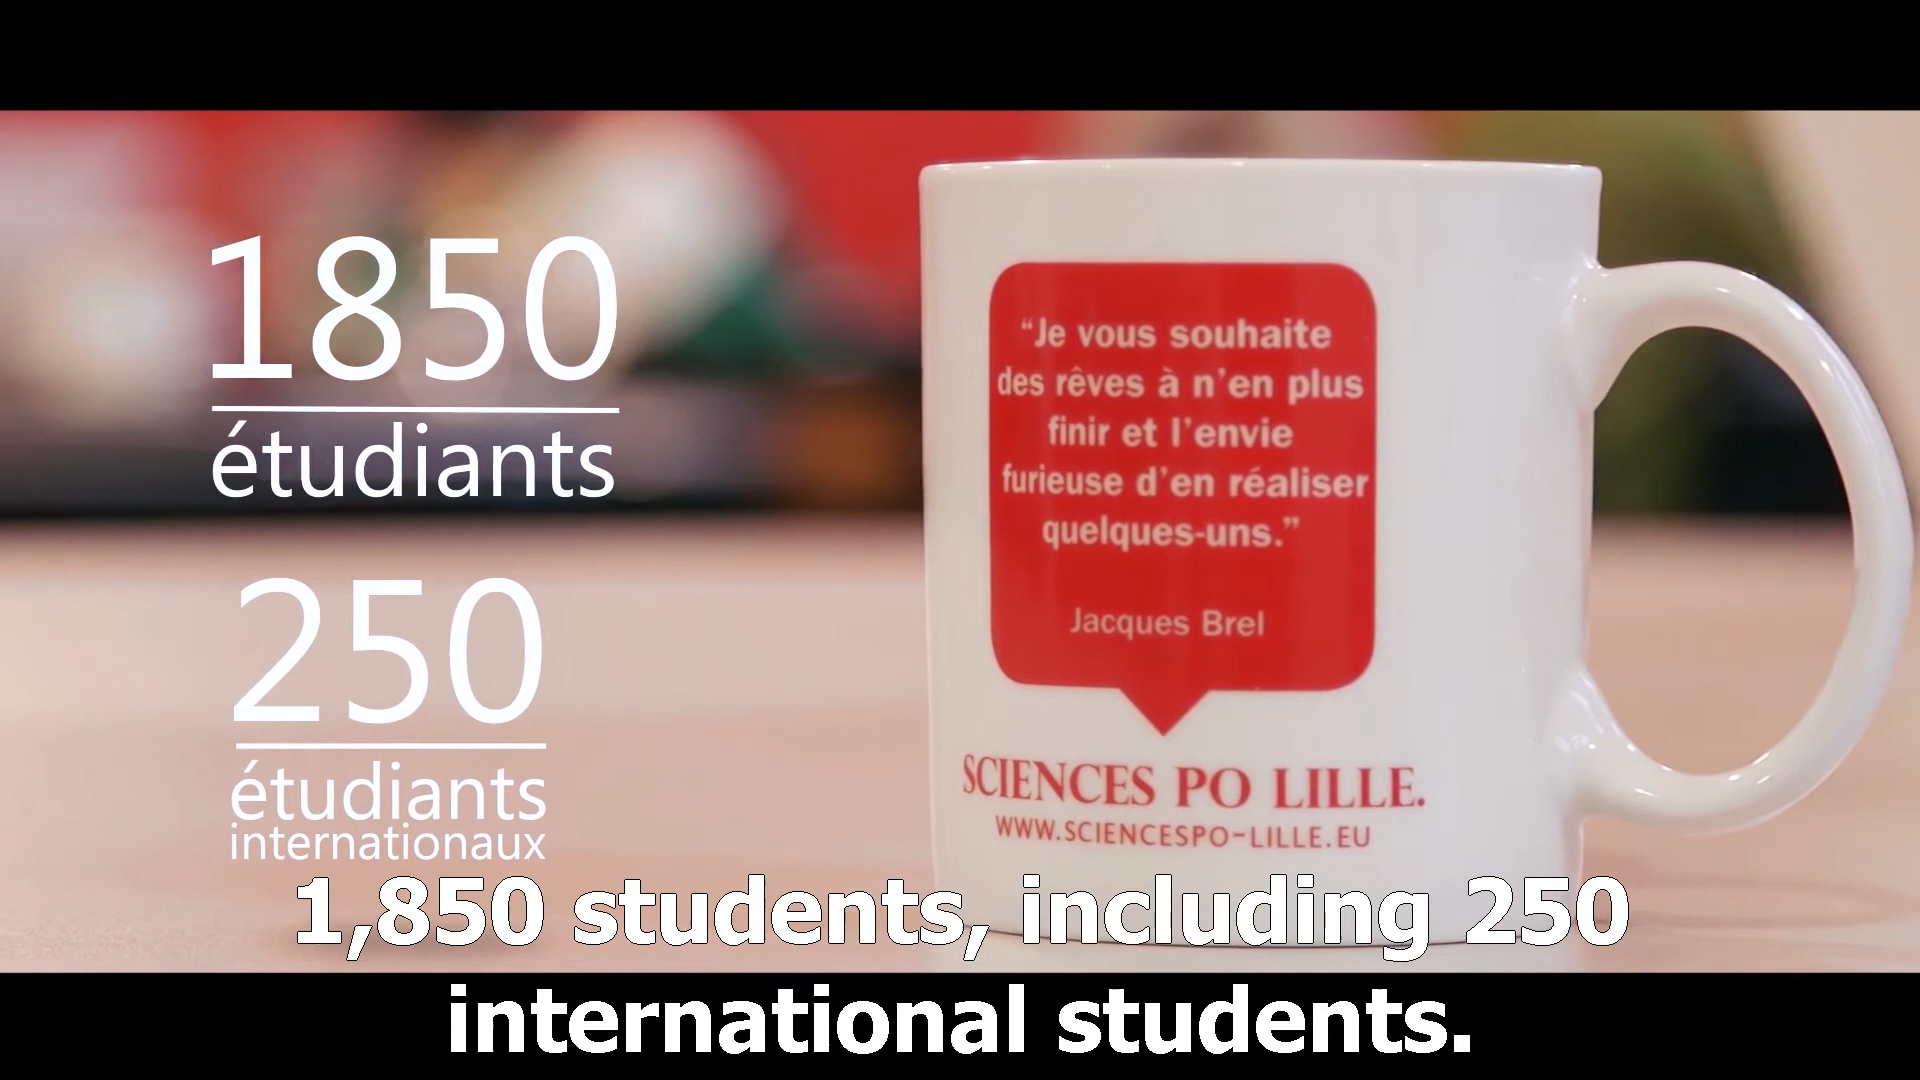 1850
étudiants
250
étudiants
internationaux
“Je vous souhaite
des rêves à n’en plus
finir et l’envie
furieuse d’en réaliser
quelques-uns.”
Jacques Brel
SCIENCES PO LILLE.
WWW.SCIENCESPO-LILLE.EU
1,850 students, including 250
international students.